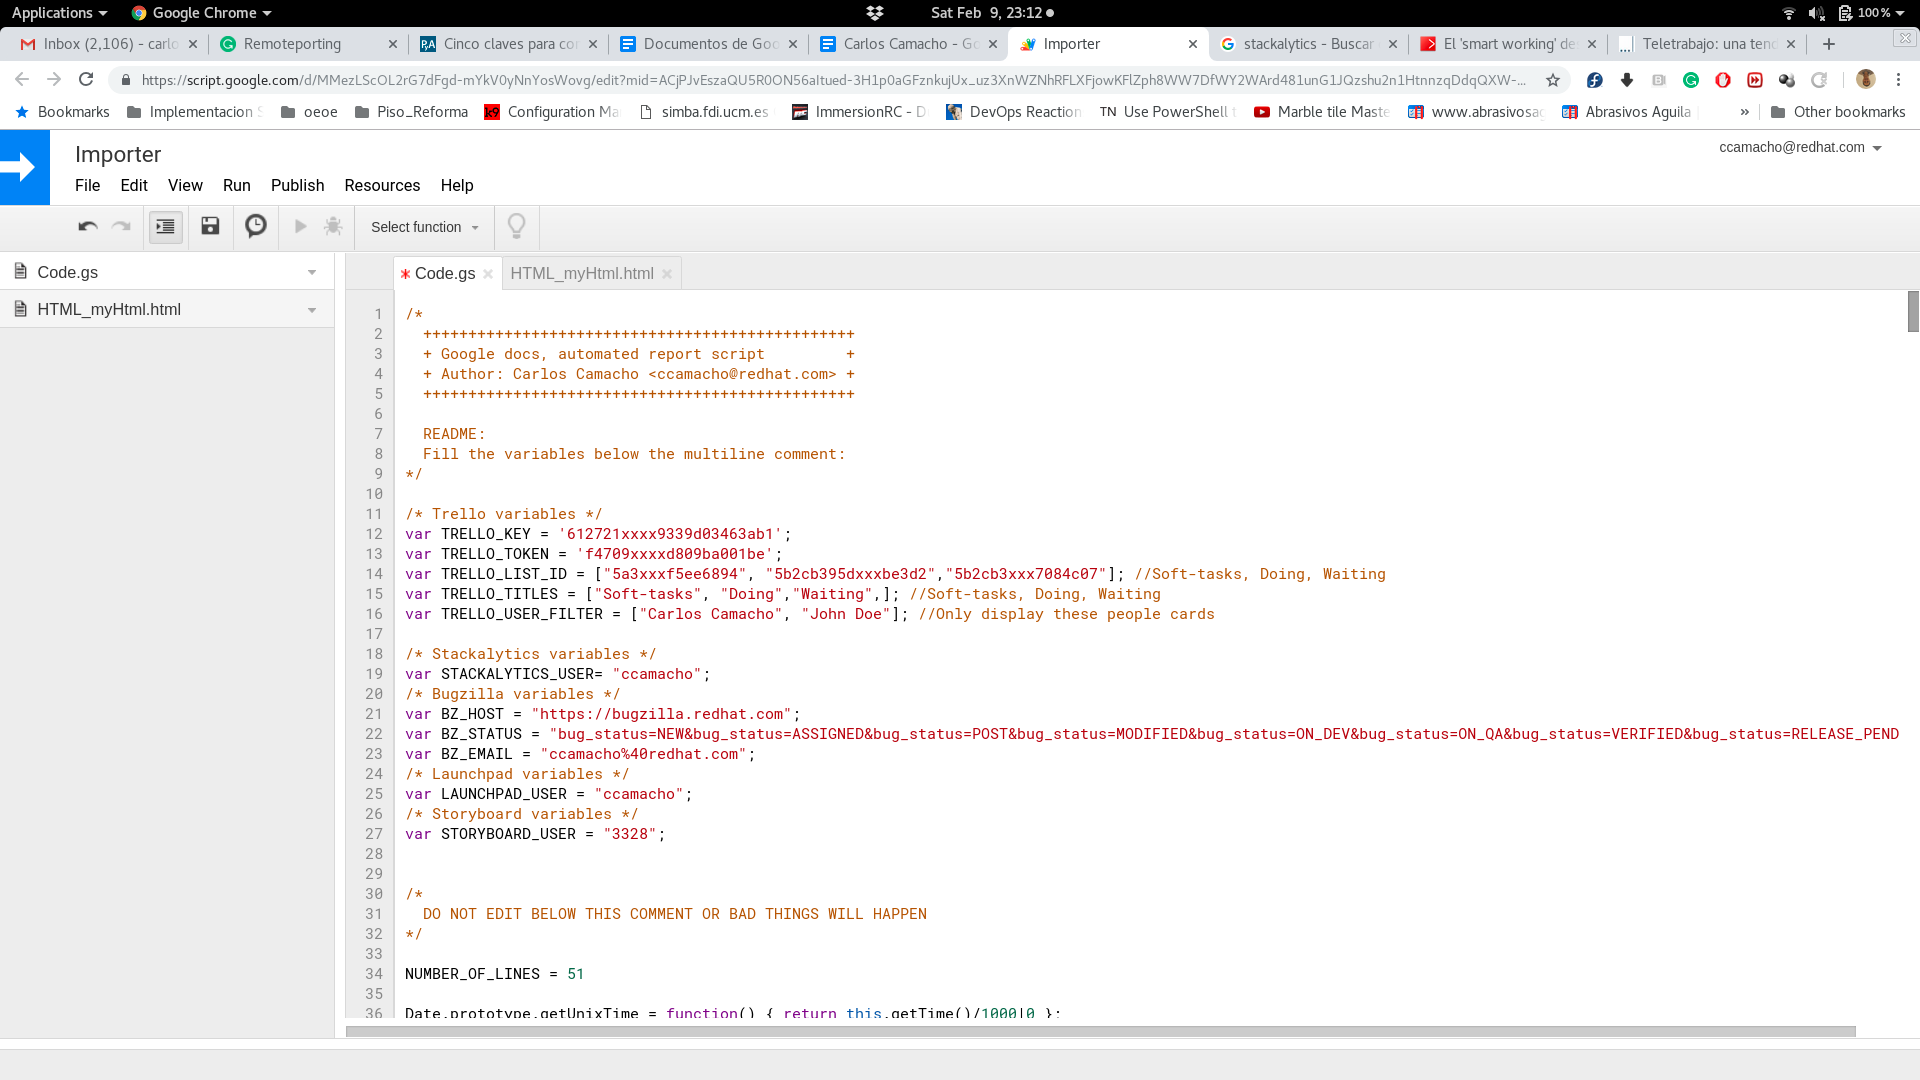 Applications
Google Chrome
Sat Feb 9, 23:12
100%
Inbox (2,106) - carlo
Remoteporting
Cinco claves para cor
Documentos de Goo
Carlos Camacho - Go
Importer
stackalytics - Buscar
El 'smart working' de
Teletrabajo: una tend
https://script.google.com/d/MMezLScOL2rG7dFgd-mYkV0yNnYosWovg/edit?mid=ACjPJvEszaQU5R0ON56aItued-3H1p0aGFznkujUx_uz3XnWZNhRFLXFjowKFlZph8WW7DfWY2WArd481unG1JQzshu2n1HtnnzqDdqQXW-...
Bookmarks
Implementacion S
oeoe
Piso_Reforma
Configuration Ma
simba.fdi.ucm.es
ImmersionRC - D
DevOps Reaction
TN Use PowerShell t
Marble tile Maste
www.abrasivosag
Abrasivos Aguila
»
Other bookmarks
Importer
ccamacho@redhat.com
File Edit View Run Publish Resources Help
Select function
Code.gs
HTML_myHtml.html
* Code.gs ×
HTML_myHtml.html ×
1 /*
2 ++++++++++++++++++++++++++++++++++++++++++++++++
3 + Google docs, automated report script +
4 + Author: Carlos Camacho <ccamacho@redhat.com> +
5 ++++++++++++++++++++++++++++++++++++++++++++++++
6
7 README:
8 Fill the variables below the multiline comment:
9 */
10
11 /* Trello variables */
12 var TRELLO_KEY = '612721xxxx9339d03463ab1';
13 var TRELLO_TOKEN = 'f4709xxxxd809ba001be';
14 var TRELLO_LIST_ID = ["5a3xxxf5ee6894", "5b2cb395dxxxbe3d2","5b2cb3xxx7084c07"]; //Soft-tasks, Doing, Waiting
15 var TRELLO_TITLES = ["Soft-tasks", "Doing","Waiting",]; //Soft-tasks, Doing, Waiting
16 var TRELLO_USER_FILTER = ["Carlos Camacho", "John Doe"]; //Only display these people cards
17
18 /* Stackalytics variables */
19 var STACKALYTICS_USER= "ccamacho";
20 /* Bugzilla variables */
21 var BZ_HOST = "https://bugzilla.redhat.com";
22 var BZ_STATUS = "bug_status=NEW&bug_status=ASSIGNED&bug_status=POST&bug_status=MODIFIED&bug_status=ON_DEV&bug_status=ON_QA&bug_status=VERIFIED&bug_status=RELEASE_PEND
23 var BZ_EMAIL = "ccamacho%40redhat.com";
24 /* Launchpad variables */
25 var LAUNCHPAD_USER = "ccamacho";
26 /* Storyboard variables */
27 var STORYBOARD_USER = "3328";
28
29
30 /*
31 DO NOT EDIT BELOW THIS COMMENT OR BAD THINGS WILL HAPPEN
32 */
33
34 NUMBER_OF_LINES = 51
35
36 Date.prototype.getUnixTime = function() { return this.getTime()/1000|0 };